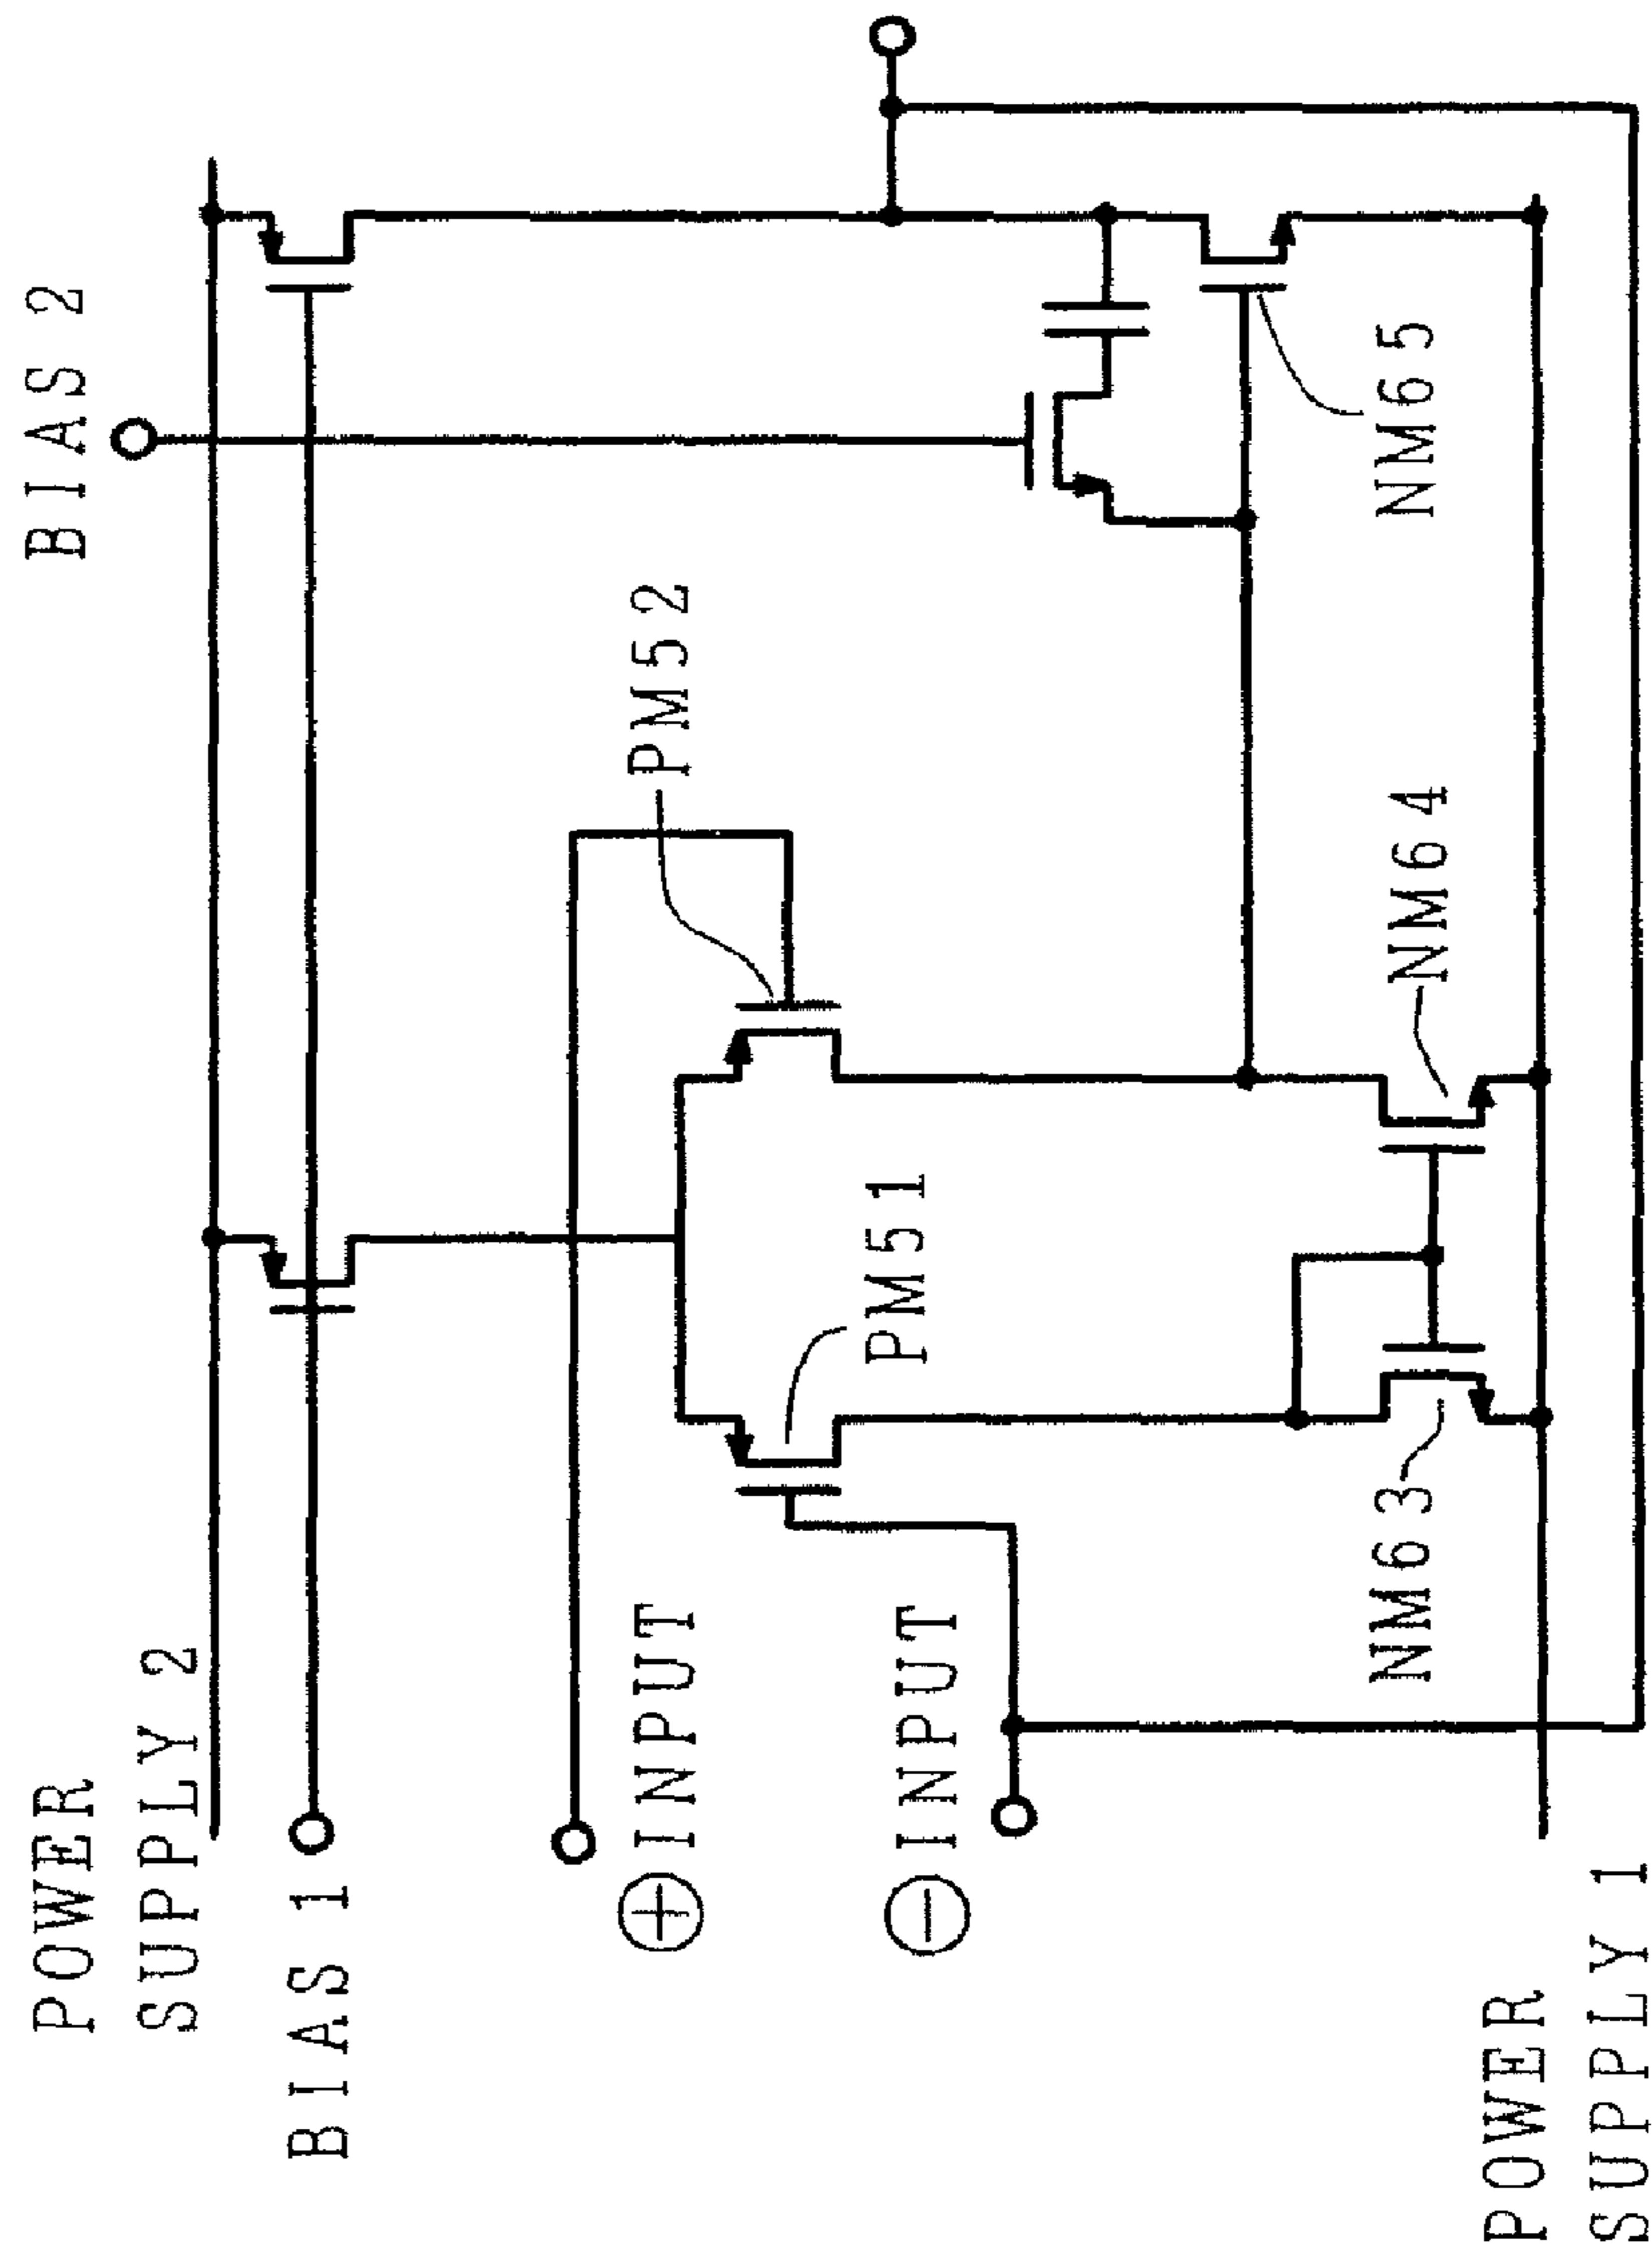 POWER
SUPPLY 2
BIAS 1
BIAS 2
⊕ INPUT
⊖ INPUT
PM52
PM51
NM65
NM64
NM63
POWER
SUPPLY 1